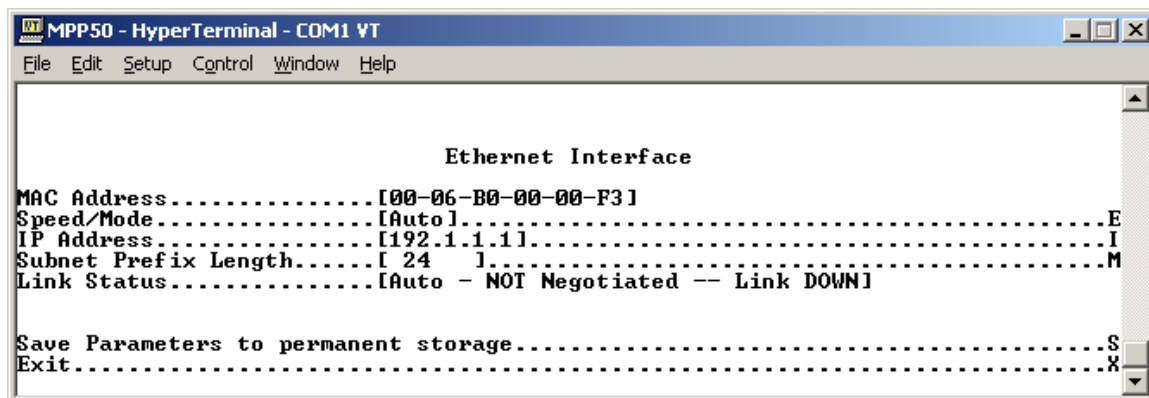 MPP50 - HyperTerminal - COM1 VT
File Edit Setup Control Window Help
Ethernet Interface
MAC Address...............[00-06-B0-00-00-F3]
Speed/Mode................[Auto]...............................................E
IP Address................[192.1.1.1]..........................................I
Subnet Prefix Length......[ 24   ].............................................M
Link Status...............[Auto - NOT Negotiated -- Link DOWN]
Save Parameters to permanent storage...........................................S
Exit...........................................................................X